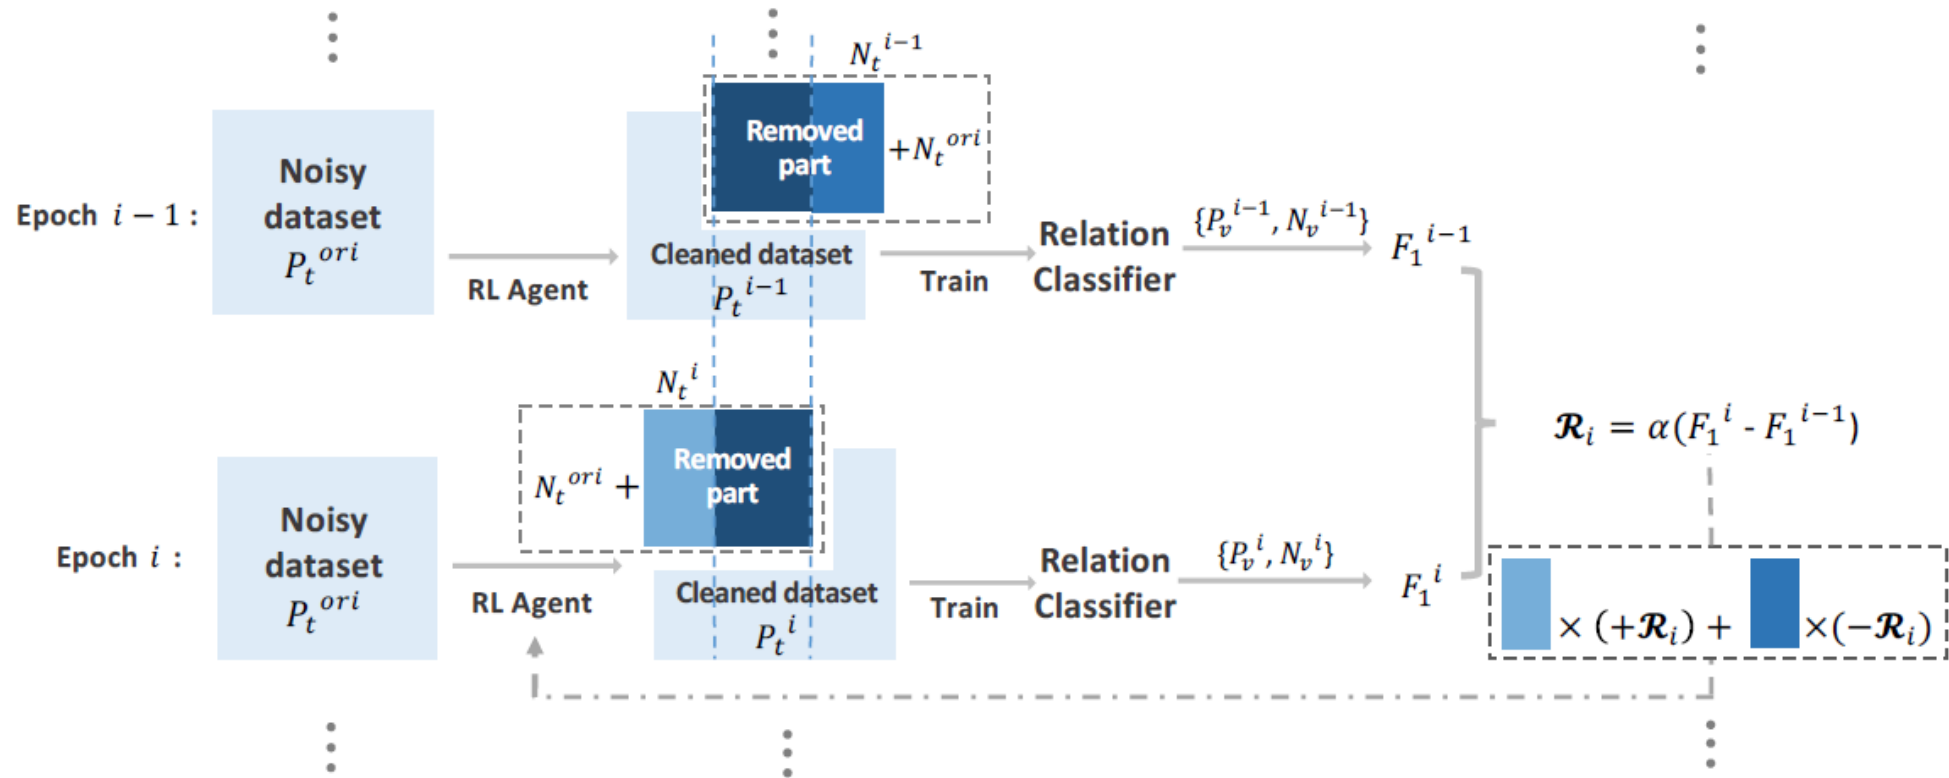 Epoch i − 1 :
Noisy
dataset
P_t^{ori}
RL Agent
N_t^{i−1}
Removed
part
+N_t^{ori}
Cleaned dataset
P_t^{i−1}
Train
Relation
Classifier
{P_v^{i−1}, N_v^{i−1}}
F_1^{i−1}
Epoch i :
Noisy
dataset
P_t^{ori}
RL Agent
N_t^i
N_t^{ori} +
Removed
part
Cleaned dataset
P_t^i
Train
Relation
Classifier
{P_v^i, N_v^i}
F_1^i
𝓡_i = α(F_1^i - F_1^{i−1})
× (+𝓡_i) + ×(−𝓡_i)